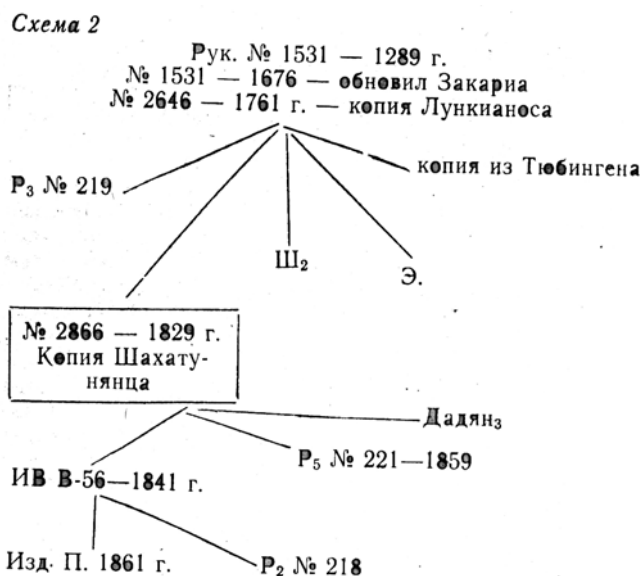 Схема 2
Рук. № 1531 — 1289 г.
№ 1531 — 1676 — обновил Закариа
№ 2646 — 1761 г. — копия Лункианоса
копия из Тюбингена
Р₃ № 219
Ш₂
Э.
№ 2866 — 1829 г.
Копия Шахату-
нянца
Дадян₃
Р₅ № 221—1859
ИВ В-56—1841 г.
Изд. П. 1861 г.
Р₂ № 218